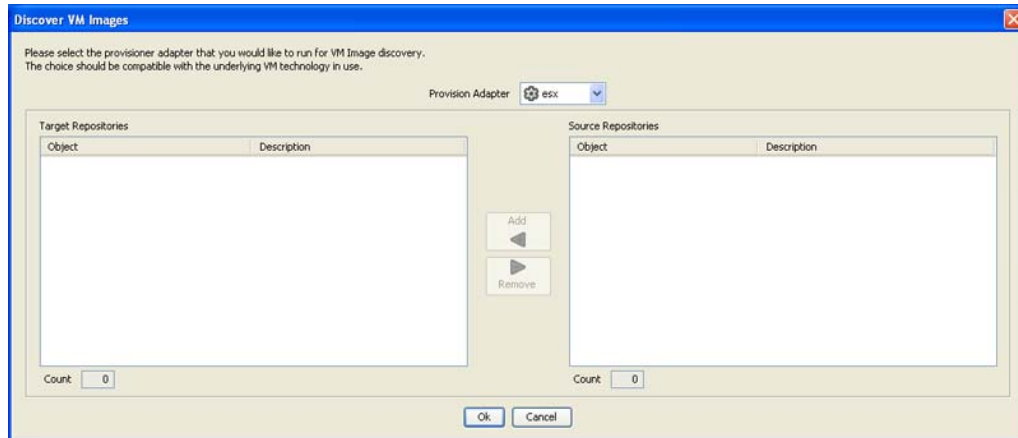 Discover VM Images
Please select the provisioner adapter that you would like to run for VM Image discovery.
The choice should be compatible with the underlying VM technology in use.
Provision Adapter esx
Target Repositories
Object Description
Count 0
Add
Remove
Source Repositories
Object Description
Count 0
Ok Cancel